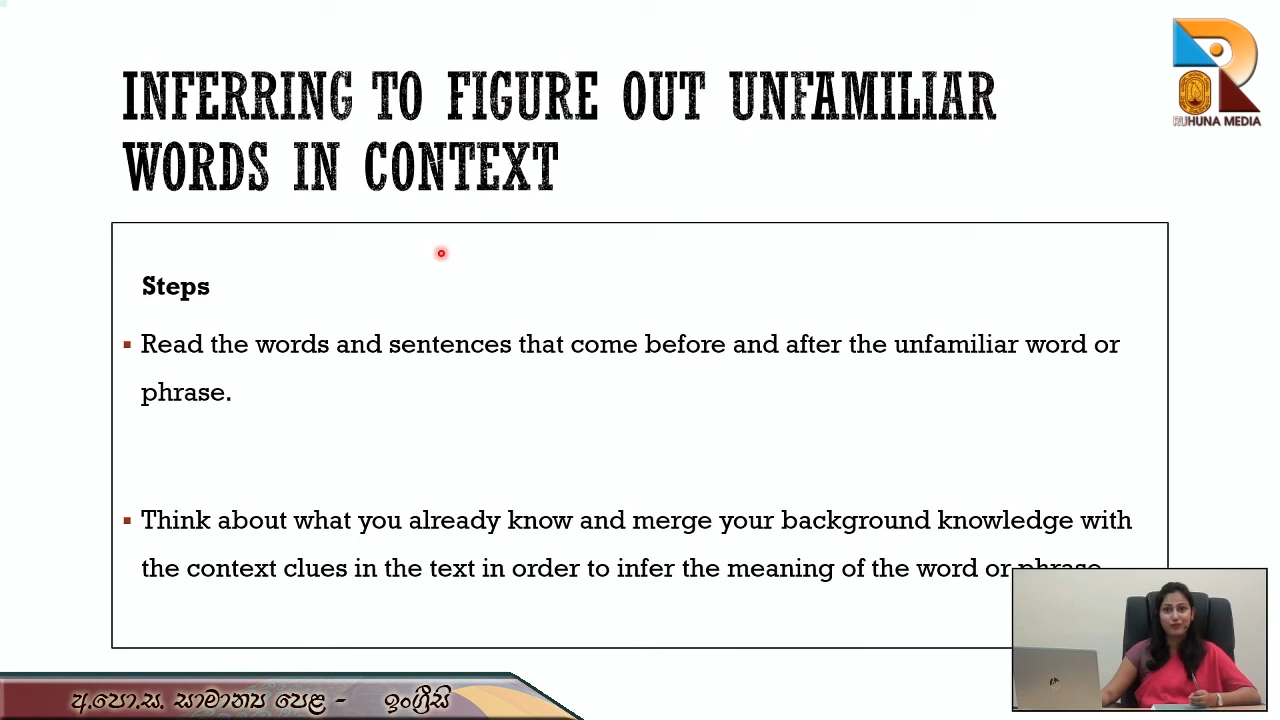 INFERRING TO FIGURE OUT UNFAMILIAR
WORDS IN CONTEXT
RUHUNA MEDIA
Steps
Read the words and sentences that come before and after the unfamiliar word or
phrase.
Think about what you already know and merge your background knowledge with
the context clues in the text in order to infer the meaning of the word or phrase.
අ.පො.ස. සාමාන්‍ය පෙළ - ඉංග්‍රීසි
hp